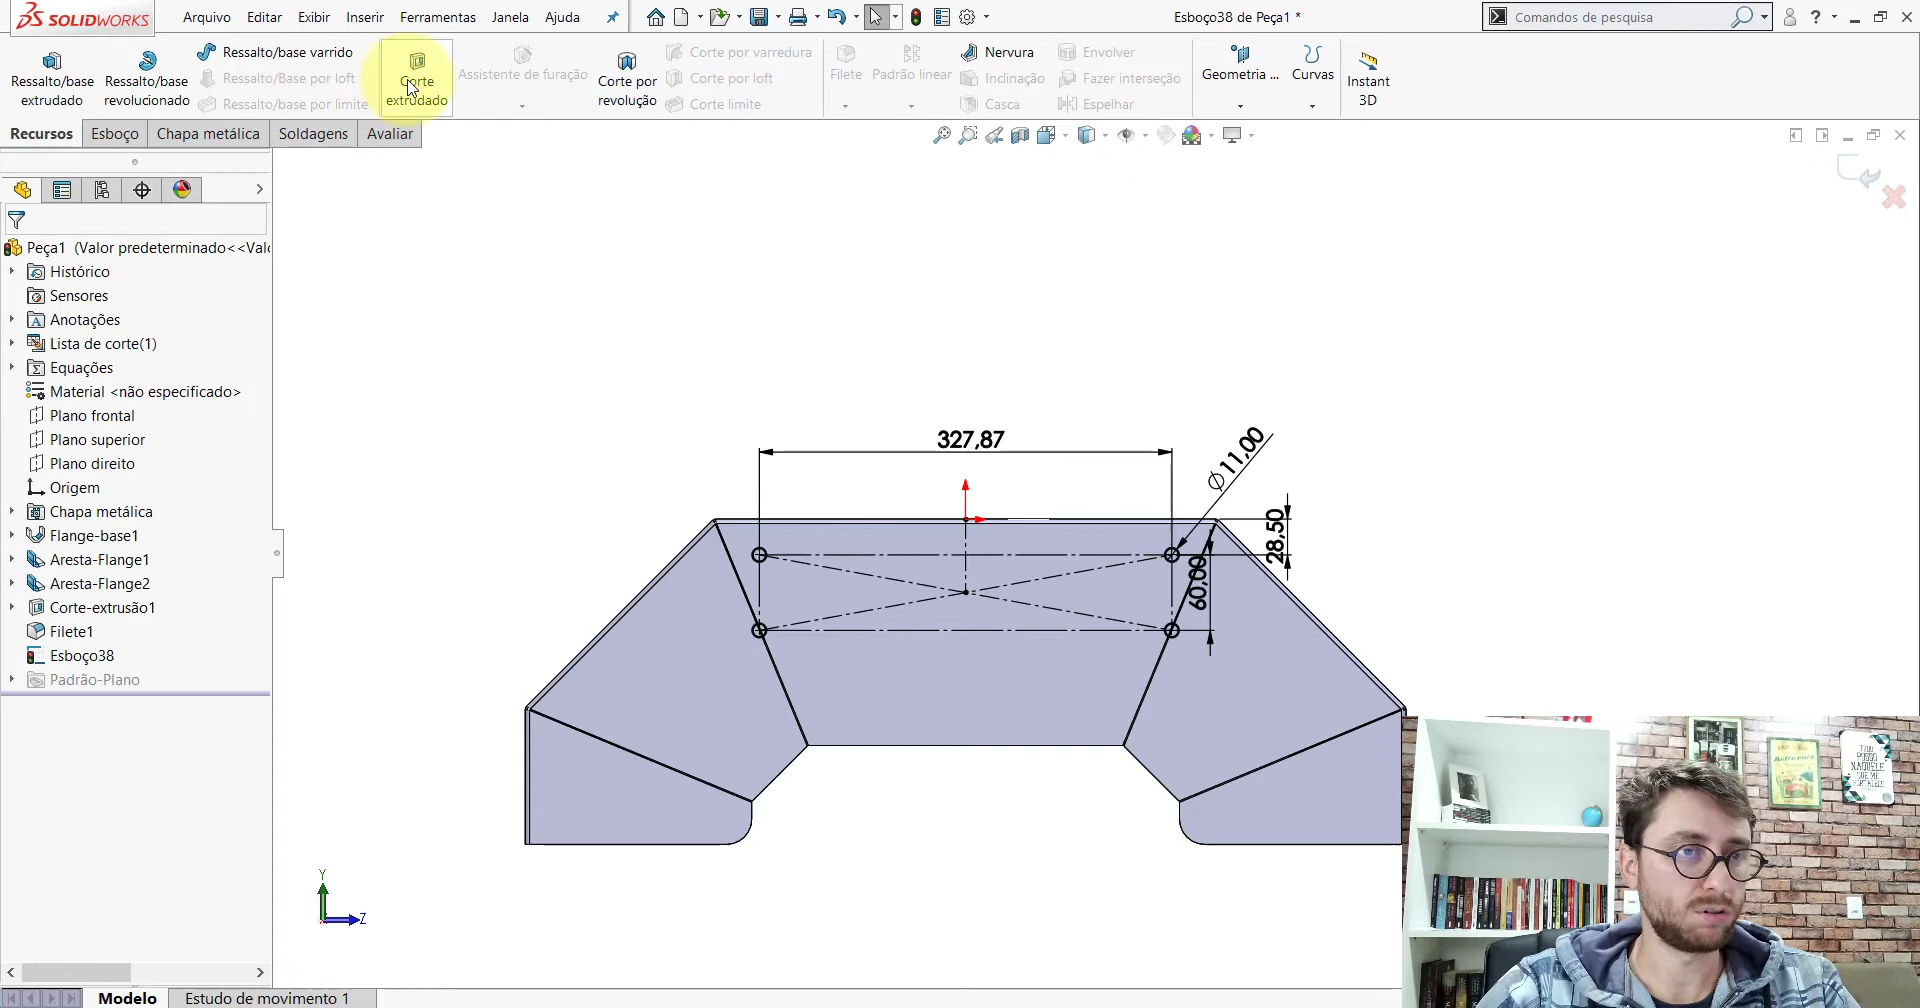 SOLIDWORKS
Arquivo Editar Exibir Inserir Ferramentas Janela Ajuda
Esboço38 de Peça1 *
Comandos de pesquisa
?
Ressalto/base extrudado
Ressalto/base revolucionado
Ressalto/base varrido
Ressalto/Base por loft
Ressalto/base por limite
Corte extrudado
Assistente de furação
Corte por revolução
Corte por varredura
Corte por loft
Corte limite
Filete
Padrão linear
Nervura
Inclinação
Casca
Envolver
Fazer interseção
Espelhar
Geometria ...
Curvas
Instant 3D
Recursos Esboço Chapa metálica Soldagens Avaliar
Peça1 (Valor predeterminado<<Val
Histórico
Sensores
Anotações
Lista de corte(1)
Equações
Material <não especificado>
Plano frontal
Plano superior
Plano direito
Origem
Chapa metálica
Flange-base1
Aresta-Flange1
Aresta-Flange2
Corte-extrusão1
Filete1
Esboço38
Padrão-Plano
327,87
Ø11,00
28,50
60,00
Y
Z
TUDO
POSSO
NAQUELE
QUE ME
FORTALECE
Modelo Estudo de movimento 1